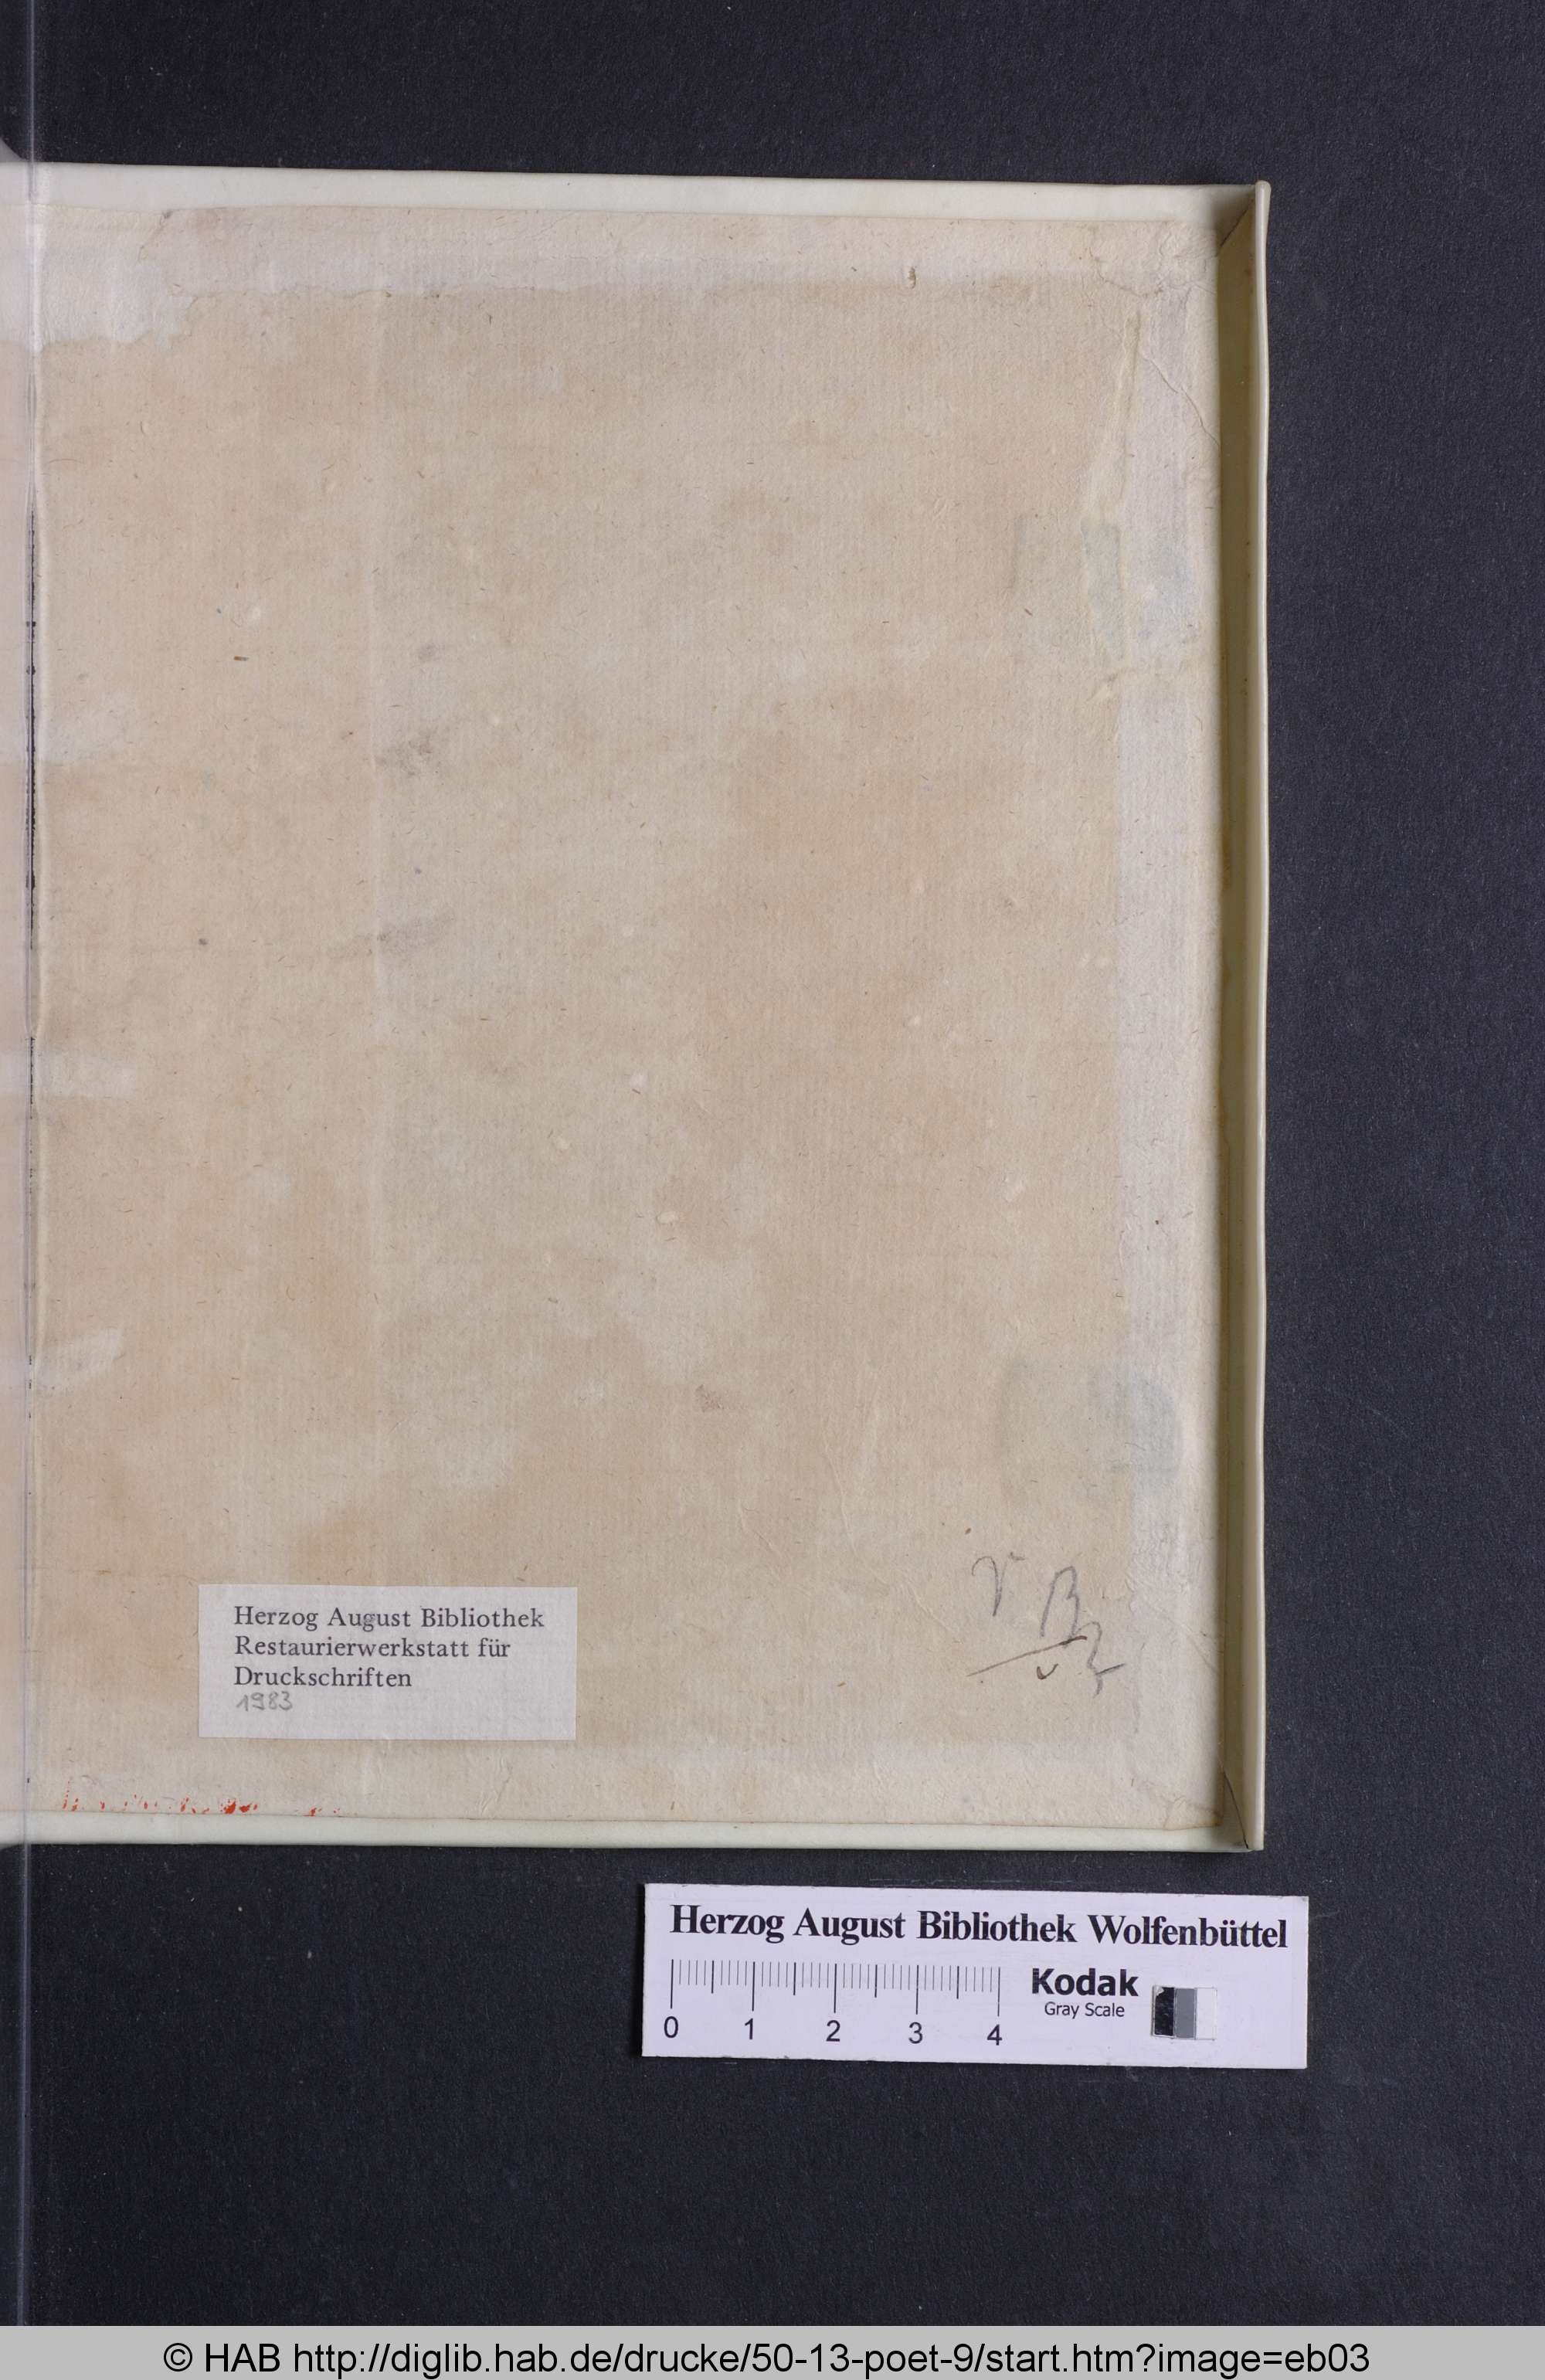 Herzog August Bibliothek
Restaurierwerkstatt für
Druckschriften
1983
Herzog August Bibliothek Wolfenbüttel
0 1 2 3 4
Kodak
Gray Scale
© HAB http://diglib.hab.de/drucke/50-13-poet-9/start.htm?image=eb03